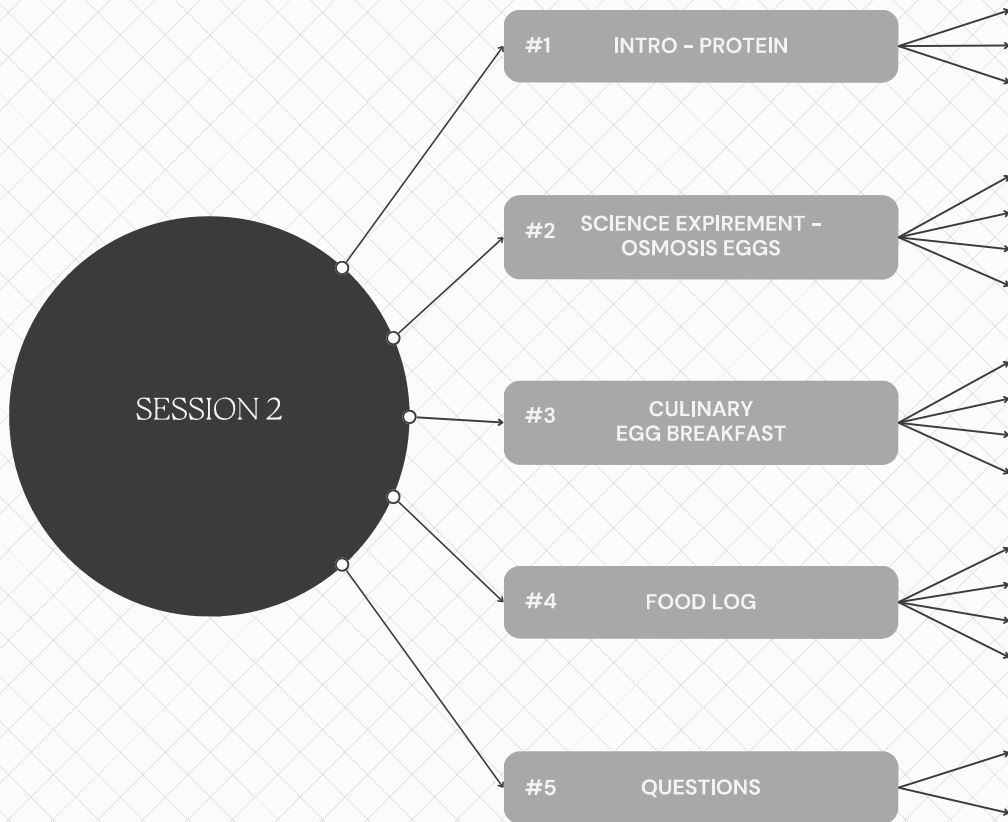 #1 INTRO - PROTEIN
#2 SCIENCE EXPIREMENT -
OSMOSIS EGGS
SESSION 2
#3 CULINARY
EGG BREAKFAST
#4 FOOD LOG
#5 QUESTIONS